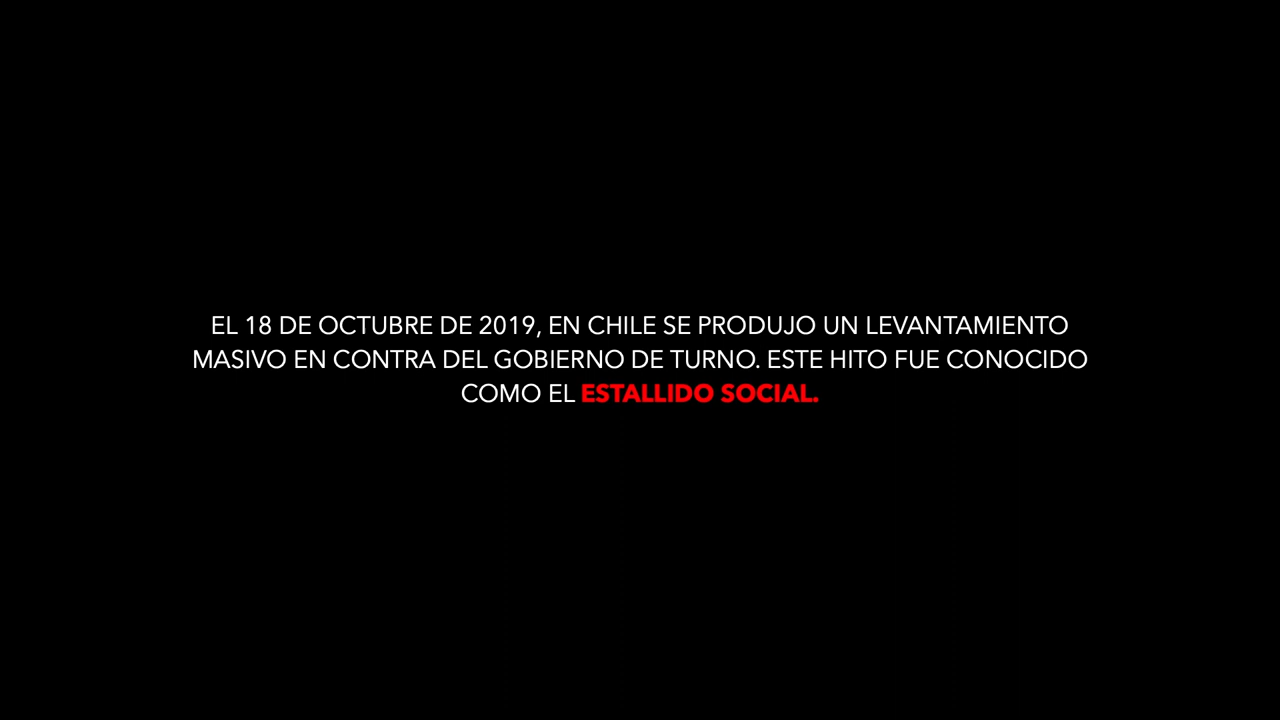 EL 18 DE OCTUBRE DE 2019, EN CHILE SE PRODUJO UN LEVANTAMIENTO
MASIVO EN CONTRA DEL GOBIERNO DE TURNO. ESTE HITO FUE CONOCIDO
COMO EL ESTALLIDO SOCIAL.